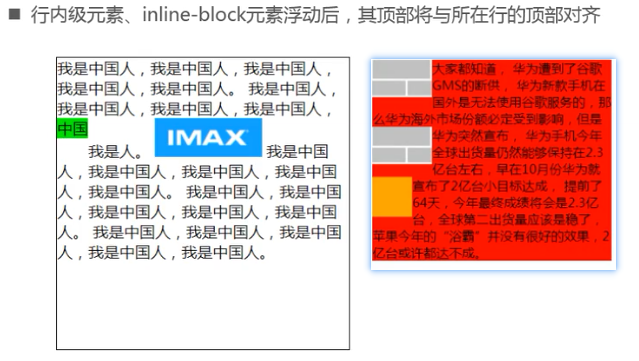 ■ 行内级元素、inline-block元素浮动后，其顶部将与所在行的顶部对齐
我是中国人，我是中国人，我是中国人，
我是中国人，我是中国人。 我是中国人，
我是中国人，我是中国人，我是中国人，
中国
我是人。 IMAX 我是中国
人，我是中国人，我是中国人，我是中国
人，我是中国人。 我是中国人，我是中国
人，我是中国人，我是中国人，我是中国
人。 我是中国人，我是中国人，我是中国
人，我是中国人，我是中国人。
大家都知道， 华为遭到了谷歌
GMS的断供， 华为新款手机在
国外是无法使用谷歌服务的，那
么华为海外市场份额必定受到影响，但是
华为突然宣布， 华为手机今年
全球出货量仍然能够保持在2.3
亿台左右，早在10月份华为就
宣布了2亿台小目标达成， 提前了
64天，今年最终成绩将会是2.3亿
台，全球第二出货量应该是稳了，
苹果今年的“浴霸”并没有很好的效果，2
亿台或许都达不成。